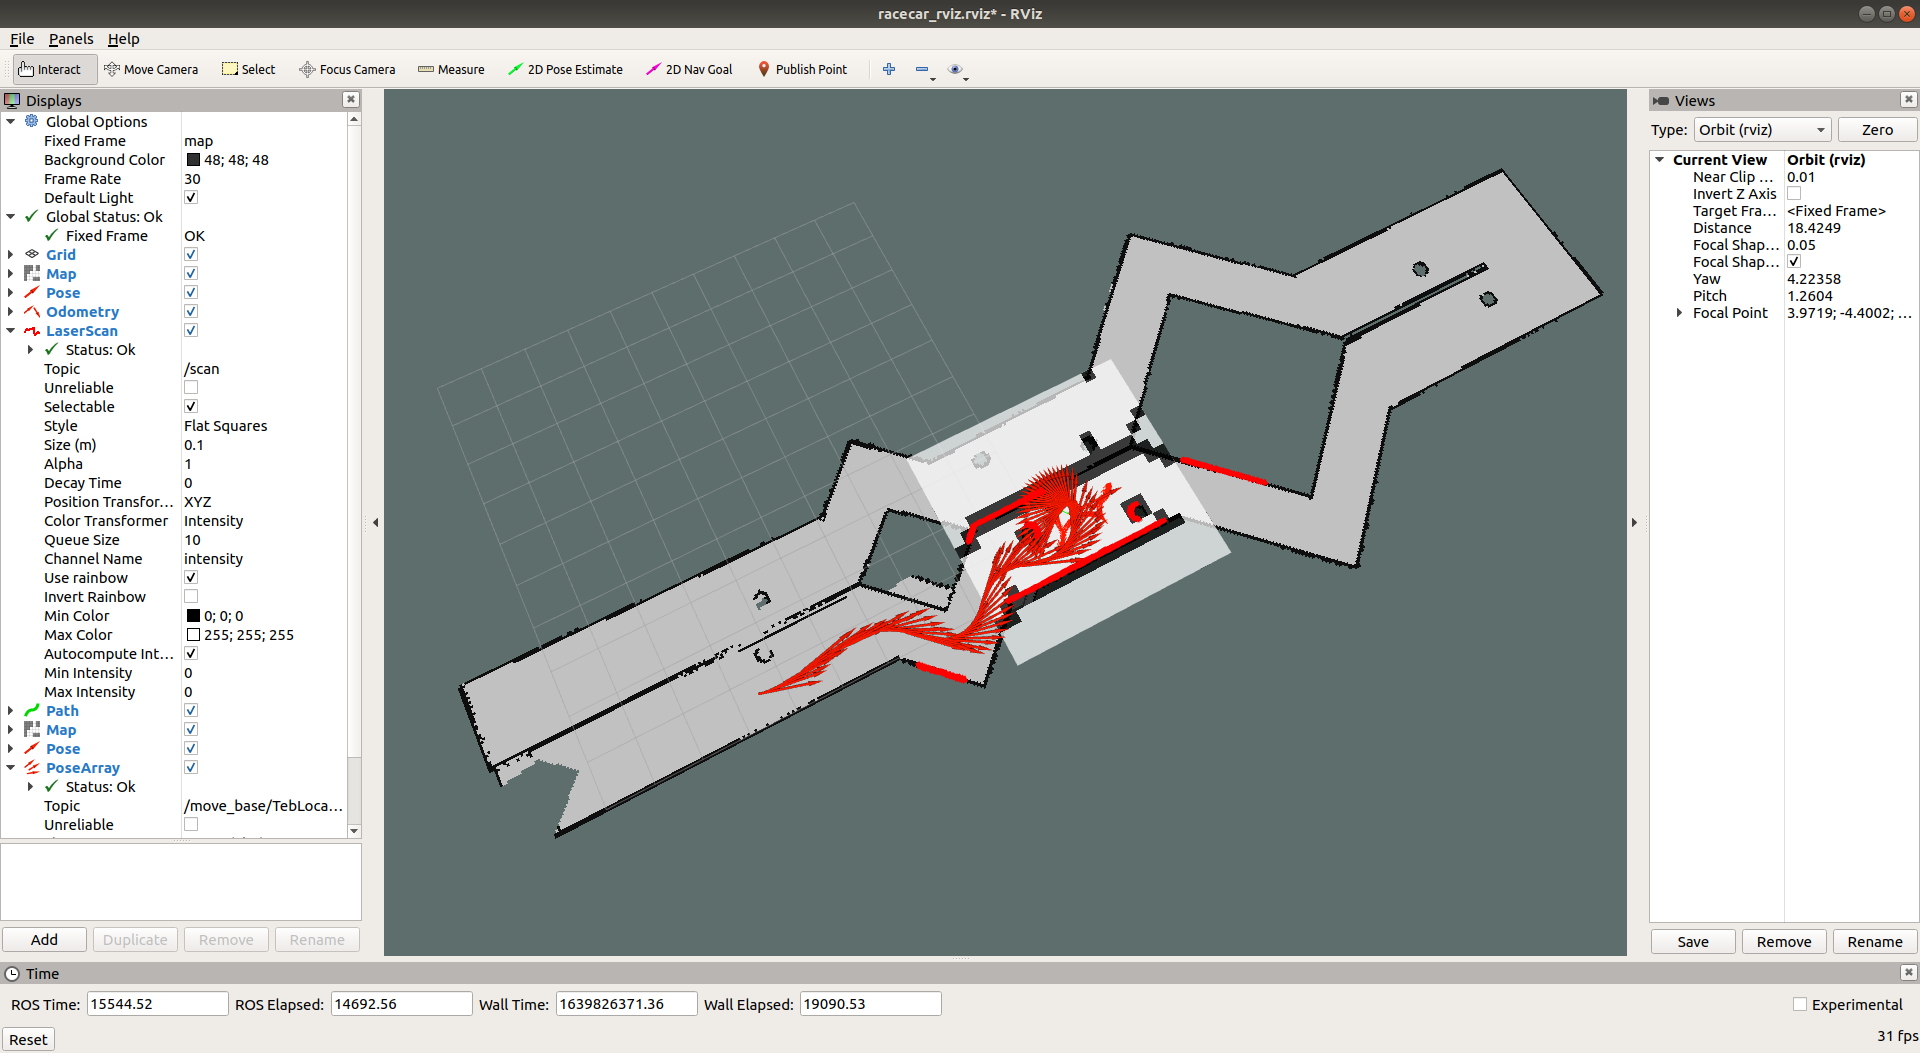 racecar_rviz.rviz* - RViz
File Panels Help
Interact Move Camera Select Focus Camera Measure 2D Pose Estimate 2D Nav Goal Publish Point
Displays
Global Options
Fixed Frame map
Background Color 48; 48; 48
Frame Rate 30
Default Light
Global Status: Ok
Fixed Frame OK
Grid
Map
Pose
Odometry
LaserScan
Status: Ok
Topic /scan
Unreliable
Selectable
Style Flat Squares
Size (m) 0.1
Alpha 1
Decay Time 0
Position Transfor... XYZ
Color Transformer Intensity
Queue Size 10
Channel Name intensity
Use rainbow
Invert Rainbow
Min Color 0; 0; 0
Max Color 255; 255; 255
Autocompute Int...
Min Intensity 0
Max Intensity 0
Path
Map
Pose
PoseArray
Status: Ok
Topic /move_base/TebLoca...
Unreliable
Add Duplicate Remove Rename
Views
Type: Orbit (rviz) Zero
Current View Orbit (rviz)
Near Clip ... 0.01
Invert Z Axis
Target Fra... <Fixed Frame>
Distance 18.4249
Focal Shap... 0.05
Focal Shap...
Yaw 4.22358
Pitch 1.2604
Focal Point 3.9719; -4.4002; ...
Save Remove Rename
Time
ROS Time: 15544.52 ROS Elapsed: 14692.56 Wall Time: 1639826371.36 Wall Elapsed: 19090.53 Experimental
Reset 31 fps